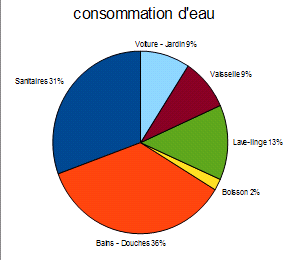 consommation d'eau
Voiture - Jardin 9%
Vaisselle 9%
Sanitaires 31%
Lave-linge 13%
Boisson 2%
Bains - Douches 36%